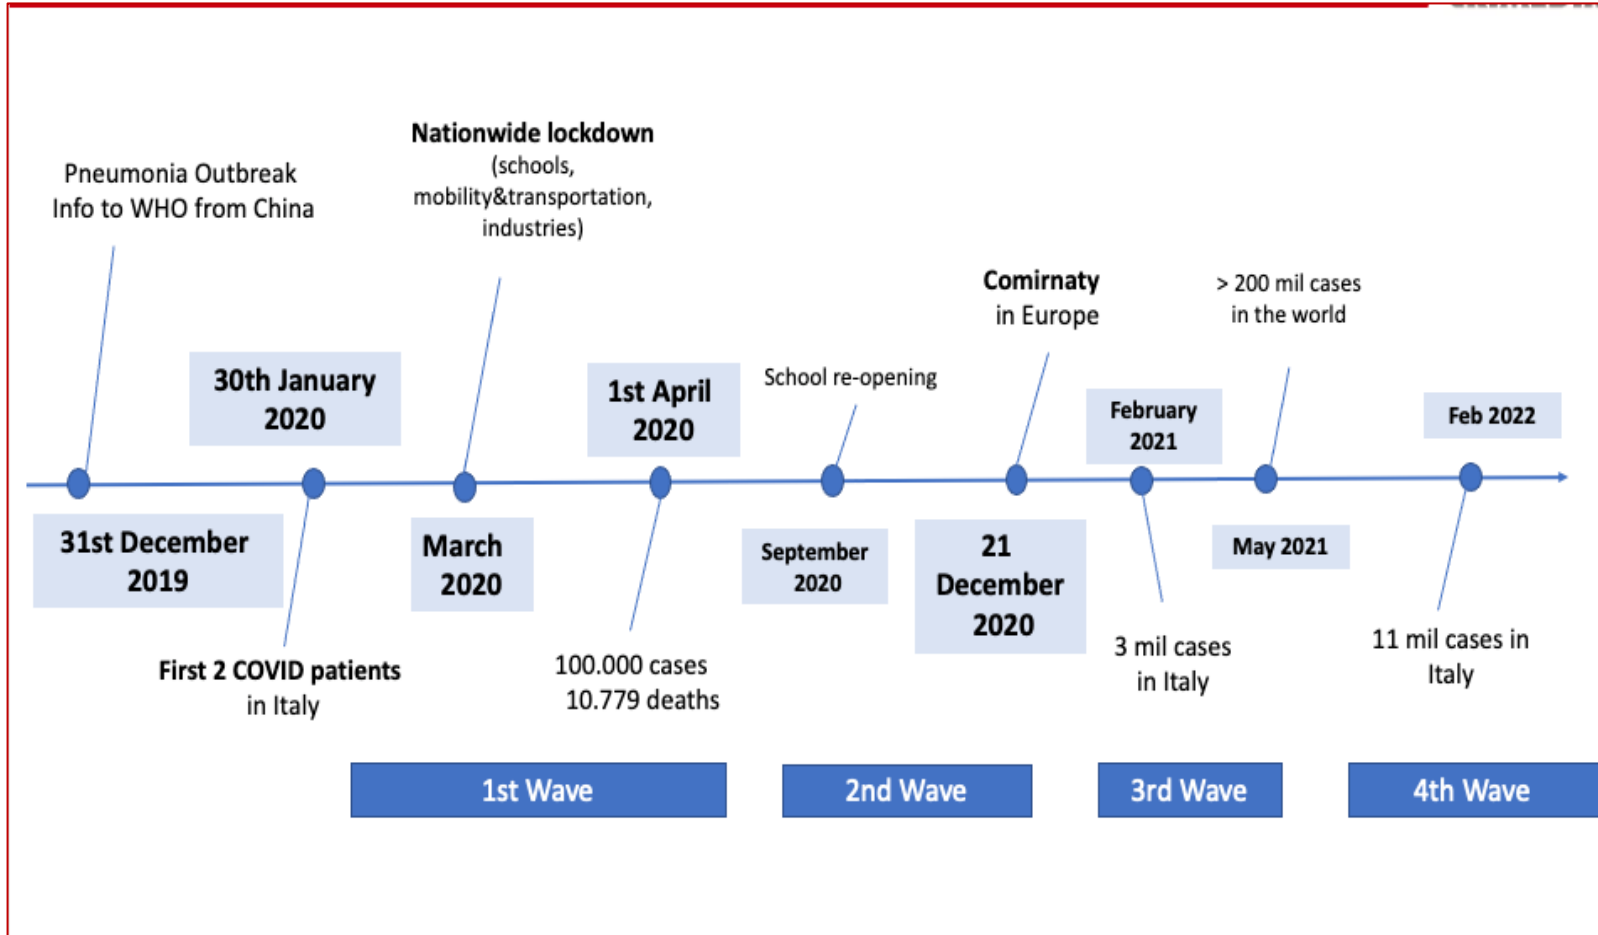 Nationwide lockdown
(schools,
mobility&transportation,
industries)
Pneumonia Outbreak
Info to WHO from China
Comirnaty
in Europe
> 200 mil cases
in the world
30th January
2020
1st April
2020
School re-opening
February
2021
Feb 2022
31st December
2019
March
2020
September
2020
21
December
2020
May 2021
First 2 COVID patients
in Italy
100.000 cases
10.779 deaths
3 mil cases
in Italy
11 mil cases in
Italy
1st Wave
2nd Wave
3rd Wave
4th Wave